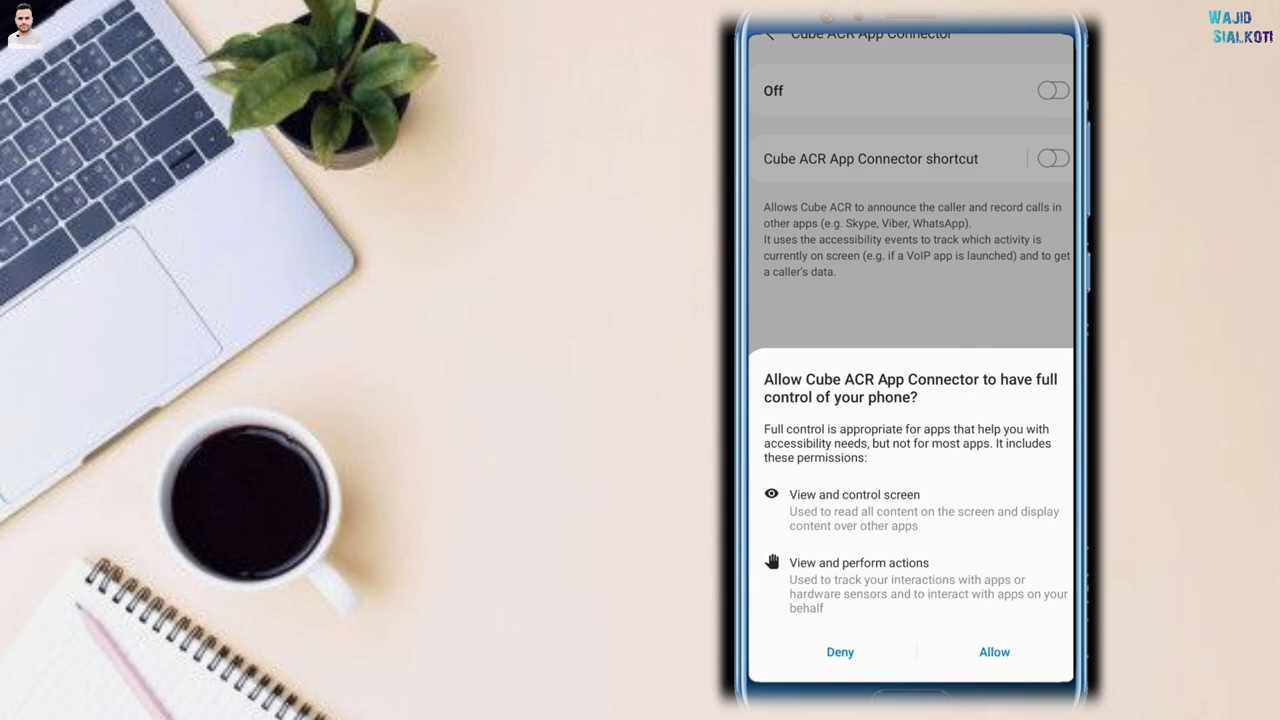 WAJID
SIALKOTI
Cube ACR App Connector
Off
Cube ACR App Connector shortcut
Allows Cube ACR to announce the caller and record calls in
other apps (e.g. Skype, Viber, WhatsApp).
It uses the accessibility events to track which activity is
currently on screen (e.g. if a VoIP app is launched) and to get
a caller's data.
Allow Cube ACR App Connector to have full
control of your phone?
Full control is appropriate for apps that help you with
accessibility needs, but not for most apps. It includes
these permissions:
View and control screen
Used to read all content on the screen and display
content over other apps
View and perform actions
Used to track your interactions with apps or
hardware sensors and to interact with apps on your
behalf
Deny
Allow